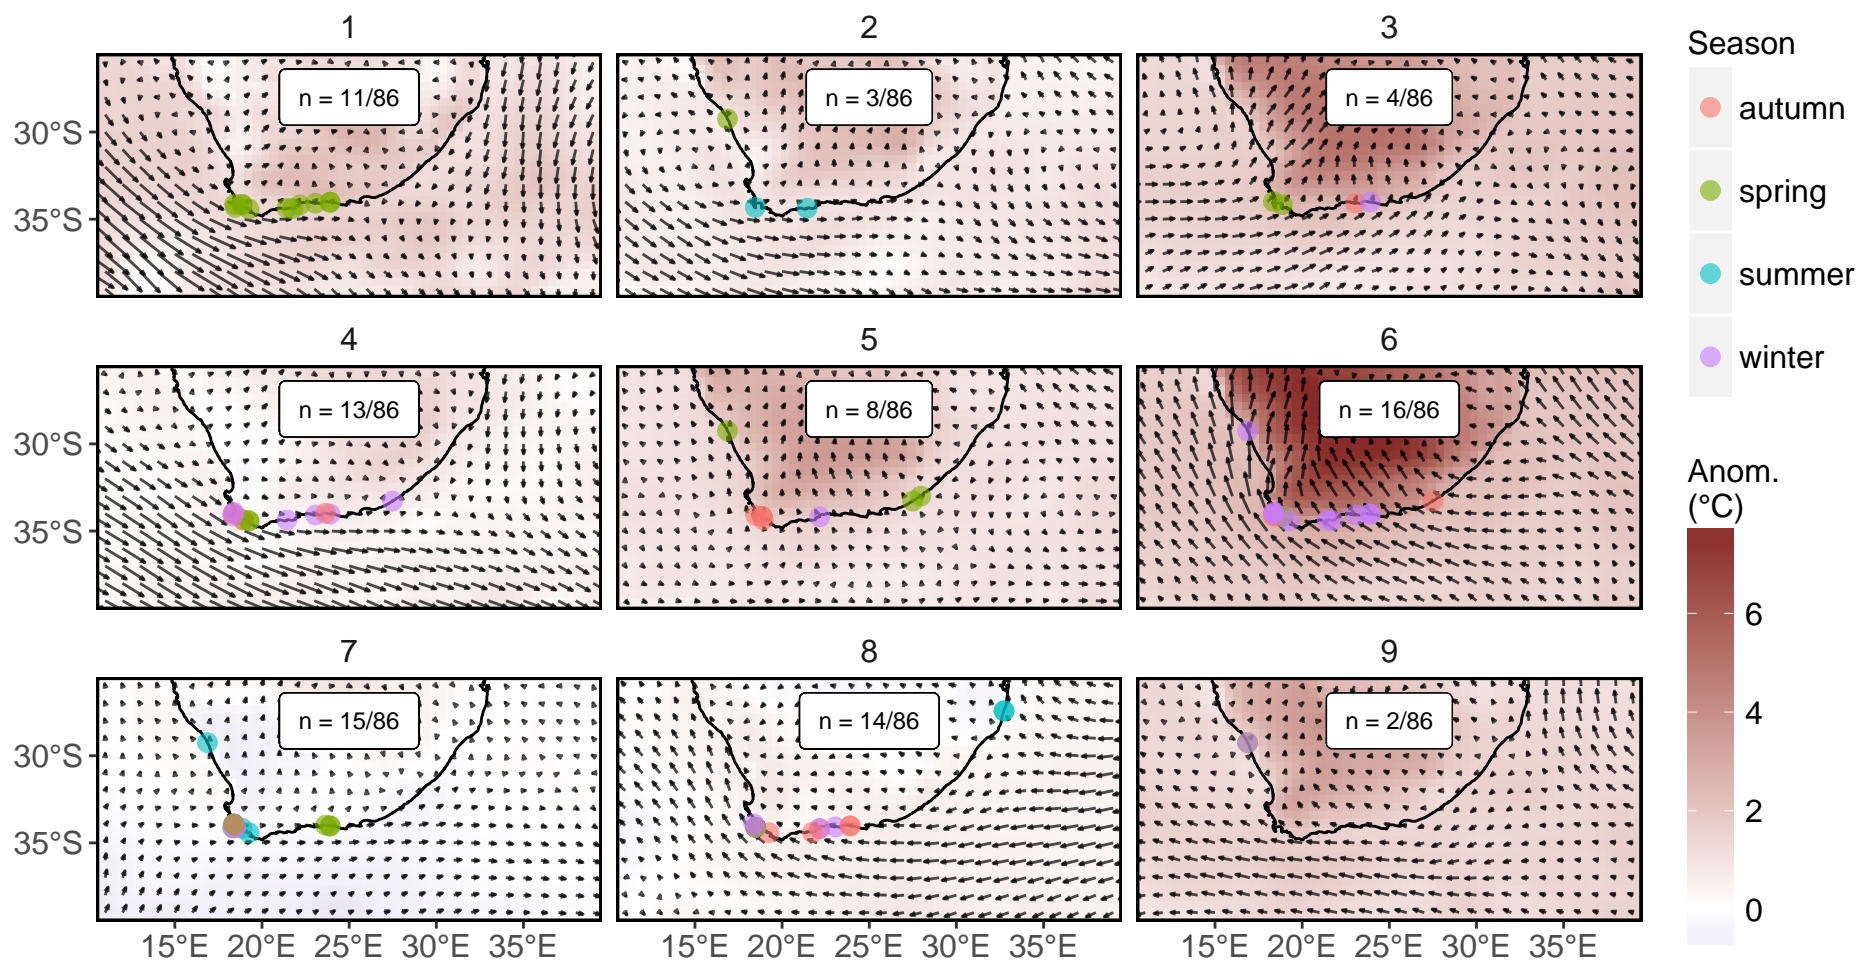 1 2 3
n = 11/86 n = 3/86 n = 4/86
30°S
35°S
4 5 6
n = 13/86 n = 8/86 n = 16/86
30°S
35°S
7 8 9
n = 15/86 n = 14/86 n = 2/86
30°S
35°S
15°E 20°E 25°E 30°E 35°E 15°E 20°E 25°E 30°E 35°E 15°E 20°E 25°E 30°E 35°E
Season
autumn
spring
summer
winter
Anom.
(°C)
6
4
2
0